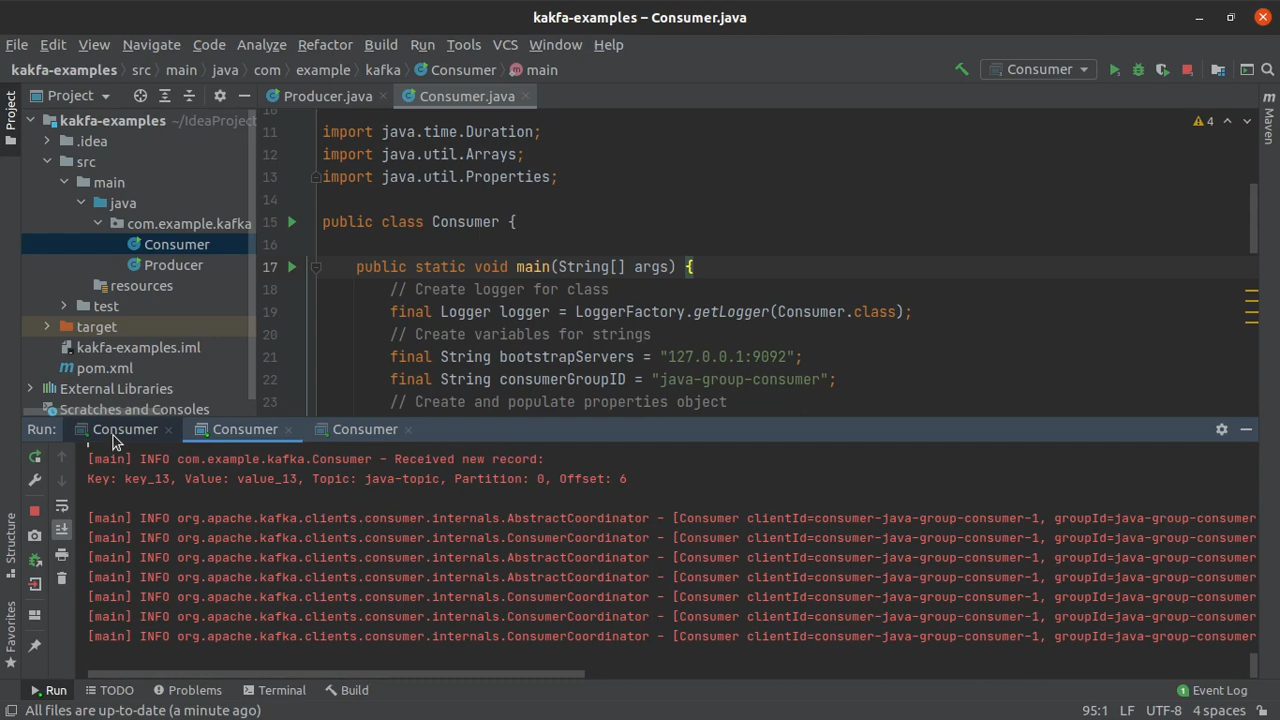 kakfa-examples – Consumer.java
File Edit View Navigate Code Analyze Refactor Build Run Tools VCS Window Help
kakfa-examples src main java com example kafka Consumer main Consumer
Project Producer.java Consumer.java
kakfa-examples ~/IdeaProject
.idea
src
main
java
com.example.kafka
Consumer
Producer
resources
test
target
kakfa-examples.iml
pom.xml
External Libraries
Scratches and Consoles
Project
Structure
Favorites
Maven
4
11 import java.time.Duration;
12 import java.util.Arrays;
13 import java.util.Properties;
14
15 public class Consumer {
16
17 public static void main(String[] args) {
18 // Create logger for class
19 final Logger logger = LoggerFactory.getLogger(Consumer.class);
20 // Create variables for strings
21 final String bootstrapServers = "127.0.0.1:9092";
22 final String consumerGroupID = "java-group-consumer";
23 // Create and populate properties object
Run: Consumer Consumer Consumer
[main] INFO com.example.kafka.Consumer - Received new record:
Key: key_13, Value: value_13, Topic: java-topic, Partition: 0, Offset: 6
[main] INFO org.apache.kafka.clients.consumer.internals.AbstractCoordinator - [Consumer clientId=consumer-java-group-consumer-1, groupId=java-group-consumer
[main] INFO org.apache.kafka.clients.consumer.internals.ConsumerCoordinator - [Consumer clientId=consumer-java-group-consumer-1, groupId=java-group-consumer
[main] INFO org.apache.kafka.clients.consumer.internals.AbstractCoordinator - [Consumer clientId=consumer-java-group-consumer-1, groupId=java-group-consumer
[main] INFO org.apache.kafka.clients.consumer.internals.AbstractCoordinator - [Consumer clientId=consumer-java-group-consumer-1, groupId=java-group-consumer
[main] INFO org.apache.kafka.clients.consumer.internals.ConsumerCoordinator - [Consumer clientId=consumer-java-group-consumer-1, groupId=java-group-consumer
[main] INFO org.apache.kafka.clients.consumer.internals.ConsumerCoordinator - [Consumer clientId=consumer-java-group-consumer-1, groupId=java-group-consumer
[main] INFO org.apache.kafka.clients.consumer.internals.ConsumerCoordinator - [Consumer clientId=consumer-java-group-consumer-1, groupId=java-group-consumer
Run TODO Problems Terminal Build 1 Event Log
All files are up-to-date (a minute ago) 95:1 LF UTF-8 4 spaces